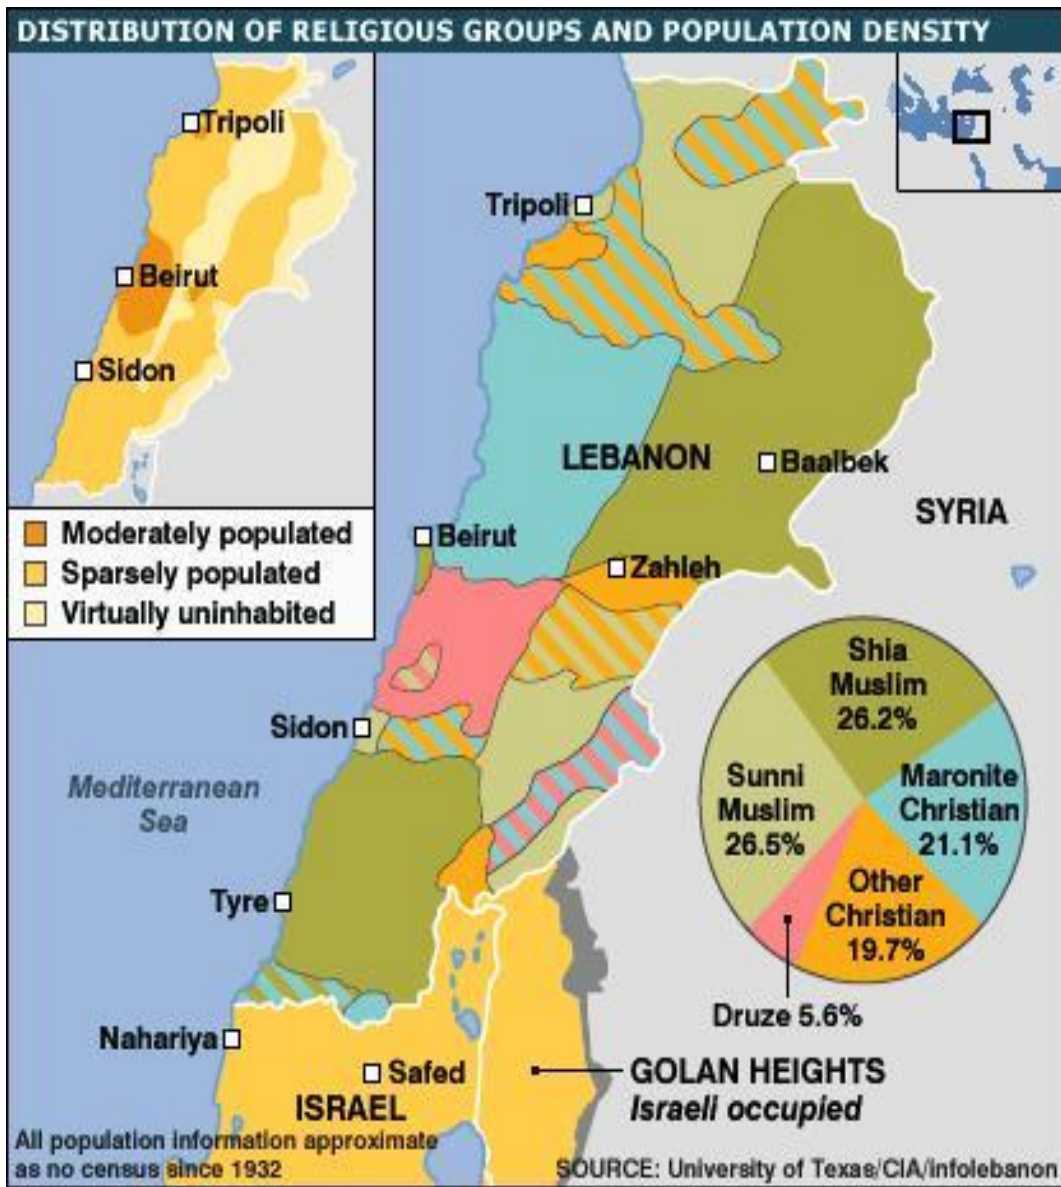 DISTRIBUTION OF RELIGIOUS GROUPS AND POPULATION DENSITY
Tripoli
Beirut
Sidon
Moderately populated
Sparsely populated
Virtually uninhabited
Tripoli
LEBANON
Baalbek
SYRIA
Beirut
Zahleh
Sidon
Mediterranean
Sea
Tyre
Nahariya
Safed
ISRAEL
GOLAN HEIGHTS
Israeli occupied
Shia
Muslim
26.2%
Maronite
Christian
21.1%
Sunni
Muslim
26.5%
Other
Christian
19.7%
Druze 5.6%
All population information approximate
as no census since 1932
SOURCE: University of Texas/CIA/infolebanon